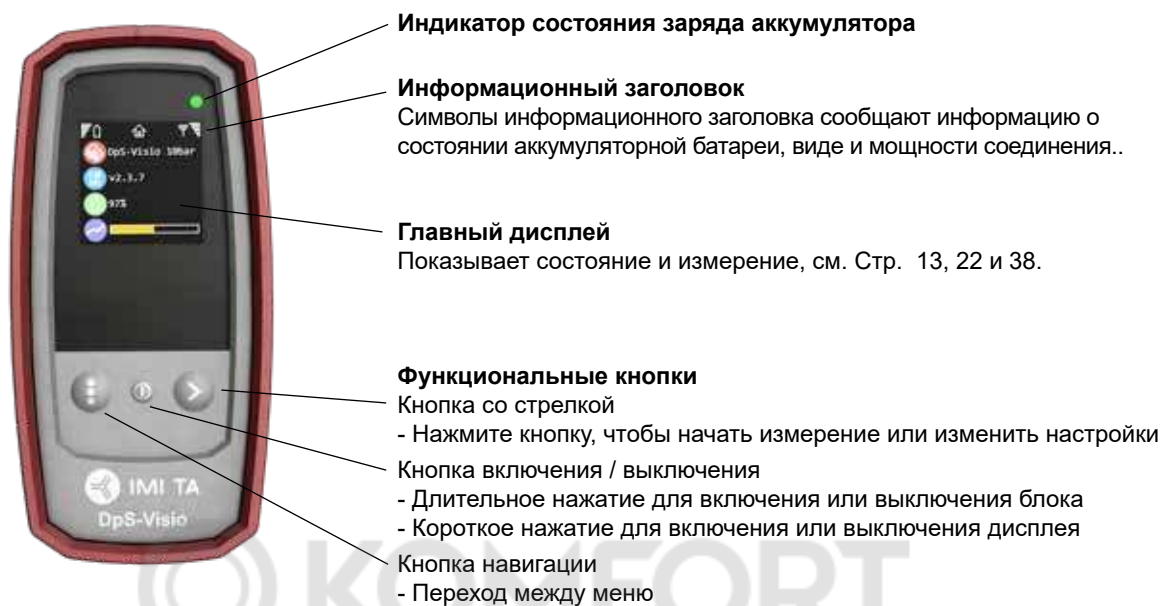 Индикатор состояния заряда аккумулятора
Информационный заголовок
Символы информационного заголовка сообщают информацию о
состоянии аккумуляторной батареи, виде и мощности соединения..
DpS-Visio 10bar
v2.3.7
97%
Главный дисплей
Показывает состояние и измерение, см. Стр. 13, 22 и 38.
Функциональные кнопки
Кнопка со стрелкой
- Нажмите кнопку, чтобы начать измерение или изменить настройки
Кнопка включения / выключения
- Длительное нажатие для включения или выключения блока
- Короткое нажатие для включения или выключения дисплея
Кнопка навигации
- Переход между меню
IMI TA
DpS-Visio
KOMFORT